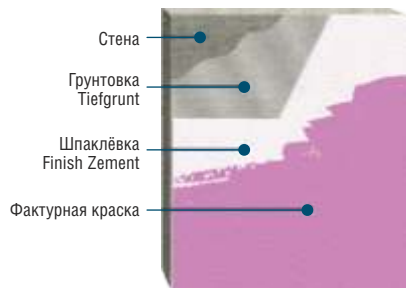 Стена
Грунтовка
Tiefgrunt
Шпаклёвка
Finish Zement
Фактурная краска